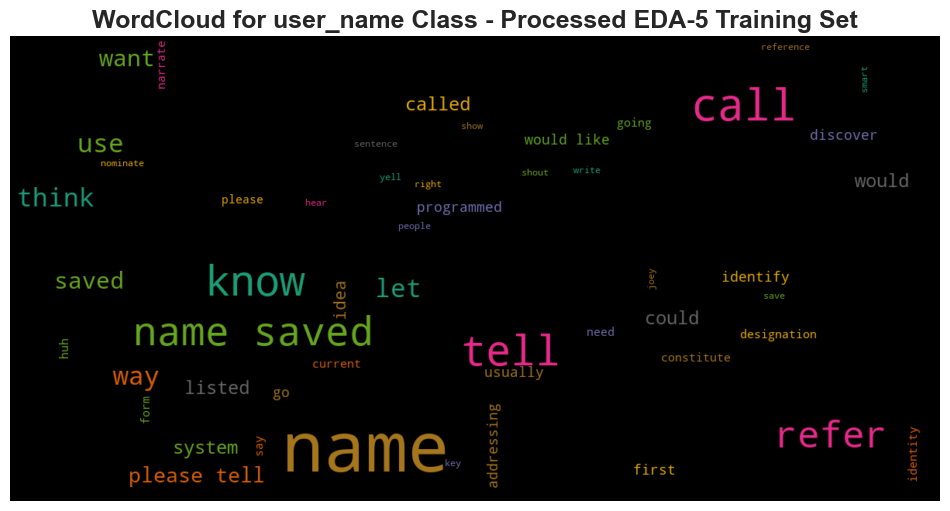 WordCloud for user_name Class - Processed EDA-5 Training Set
reference
want
narrate
smart
called
call
show
going
discover
use
sentence
would like
nominate
yell
right
shout
write
would
think
please
hear
programmed
people
saved
know
idea
let
joey
identify
save
name saved
need
could
designation
huh
tell
usually
constitute
way
current
listed
go
form
addressing
refer
system
say
name
key
first
identity
please tell